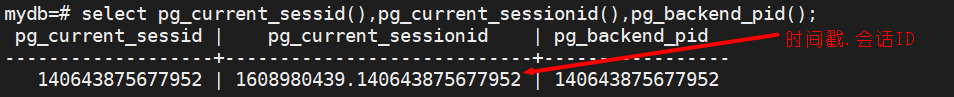 mydb=# select pg_current_sessid(),pg_current_sessionid(),pg_backend_pid();
pg_current_sessid | pg_current_sessionid | pg_backend_pid
时间戳.会话ID
-------------------+----------------------------+-----------------
140643875677952 | 1608980439.140643875677952 | 140643875677952